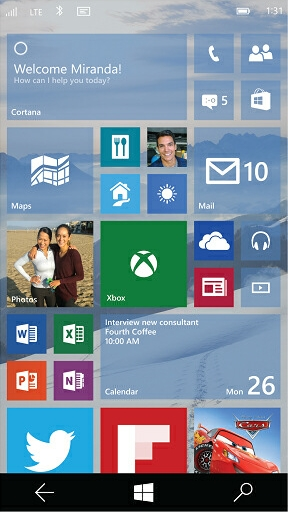 LTE
1:31
Welcome Miranda!
How can I help you today?
Cortana
5
Maps
10
Mail
Photos
Xbox
W
X
P
N
Interview new consultant
Fourth Coffee
10:00 AM
Calendar
Mon 26
Cars